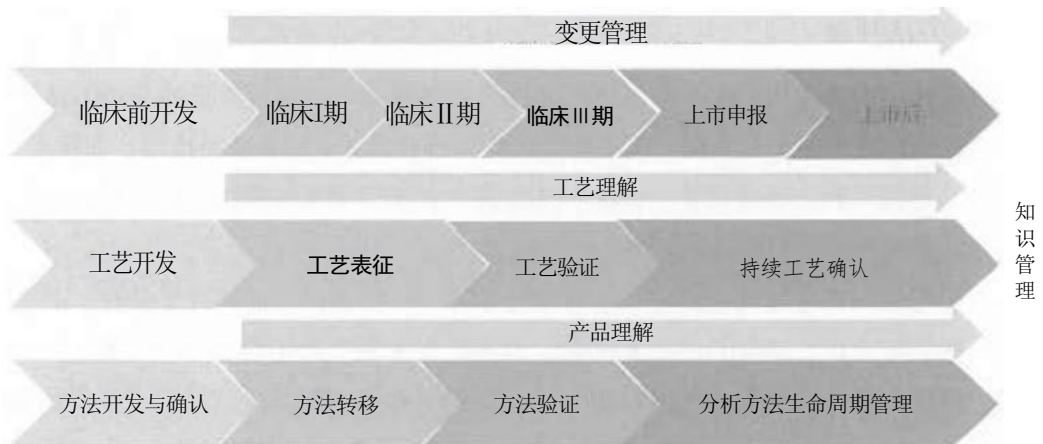 变更管理
临床前开发
临床I期
临床Ⅱ期
临床Ⅲ期
上市申报
上市后
工艺理解
工艺开发
工艺表征
工艺验证
持续工艺确认
产品理解
方法开发与确认
方法转移
方法验证
分析方法生命周期管理
知识管理